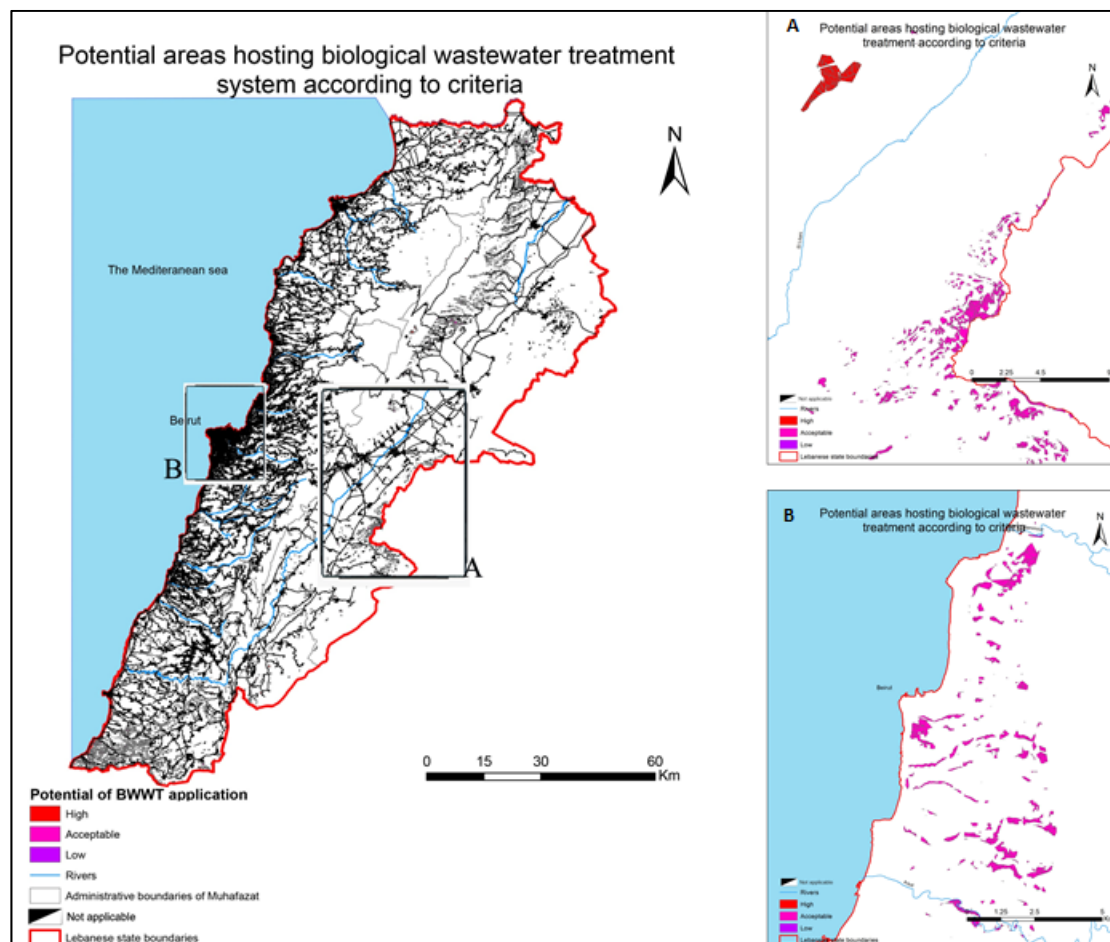 Potential areas hosting biological wastewater treatment
system according to criteria
N
The Mediteranean sea
Beirut
B
A
0 15 30 60
Km
Potential of BWWT application
High
Acceptable
Low
Rivers
Administrative boundaries of Muhafazat
Not applicable
Lebanese state boundaries
A
Potential areas hosting biological wastewater
treatment according to criteria
N
0 2.25 4.5
Not applicable
Rivers
High
Acceptable
Low
Lebanese state boundaries
B
Potential areas hosting biological wastewater
treatment according to criteria
N
Beirut
1.25 2.5 5
Not applicable
Rivers
High
Acceptable
Low
Lebanese state boundaries